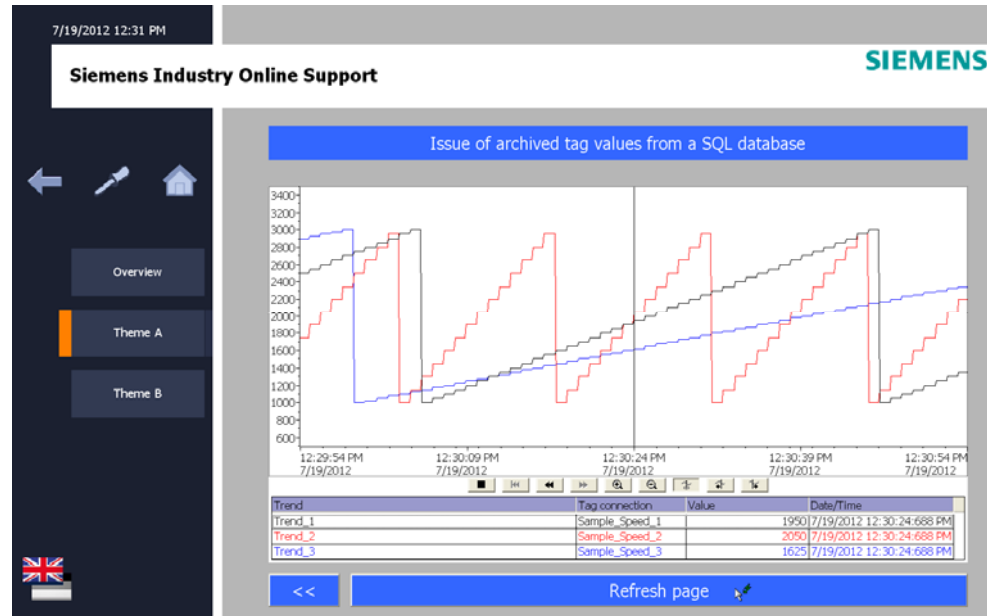 7/19/2012 12:31 PM
SIEMENS
Siemens Industry Online Support
Issue of archived tag values from a SQL database
Overview
Theme A
Theme B
3400
3200
3000
2800
2600
2400
2200
2000
1800
1600
1400
1200
1000
800
600
12:29:54 PM 12:30:09 PM 12:30:24 PM 12:30:39 PM 12:30:54 PM
7/19/2012 7/19/2012 7/19/2012 7/19/2012 7/19/2012
Trend Tag connection Value Date/Time
Trend_1 Sample_Speed_1 1950 7/19/2012 12:30:24:688 PM
Trend_2 Sample_Speed_2 2050 7/19/2012 12:30:24:688 PM
Trend_3 Sample_Speed_3 1625 7/19/2012 12:30:24:688 PM
<< Refresh page